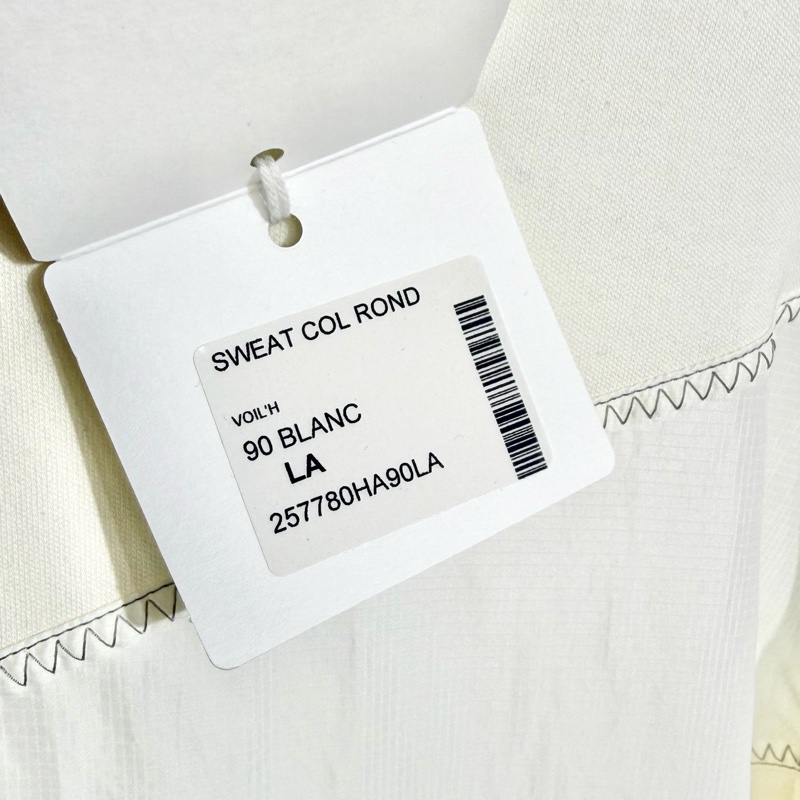 SWEAT COL ROND
VOIL'H
90 BLANC
LA
257780HA90LA